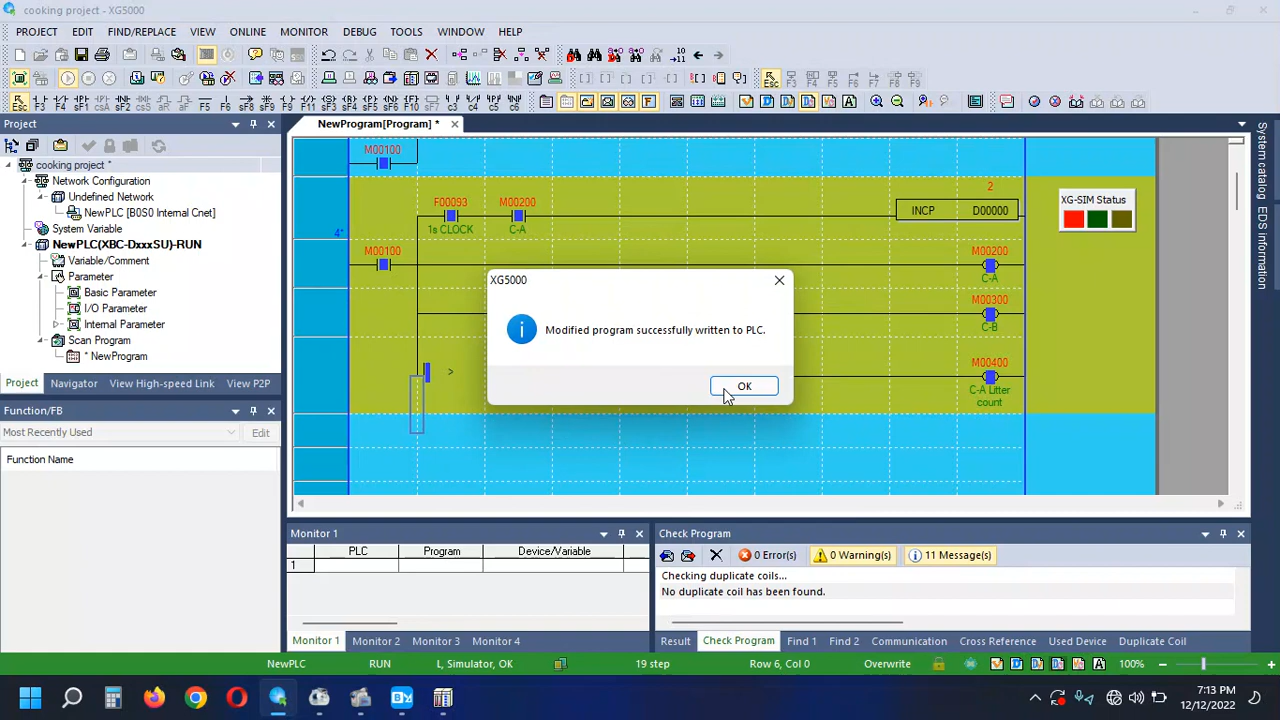 cooking project - XG5000
PROJECT EDIT FIND/REPLACE VIEW ONLINE MONITOR DEBUG TOOLS WINDOW HELP
Project
NewProgram[Program] *
cooking project *
Network Configuration
Undefined Network
NewPLC [B0S0 Internal Cnet]
System Variable
NewPLC(XBC-DxxxSU)-RUN
Variable/Comment
Parameter
Basic Parameter
I/O Parameter
Internal Parameter
Scan Program
* NewProgram
Project Navigator View High-speed Link View P2P
Function/FB
Most Recently Used Edit
Function Name
M00100
2
F00093 M00200
INCP D00000
1s CLOCK C-A
4*
M00100 M00200
C-A
M00300
C-B
>
M00400
C-A Litter
count
XG-SIM Status
XG5000
Modified program successfully written to PLC.
OK
System catalog
EDS information
Monitor 1
PLC Program Device/Variable
1
Monitor 1 Monitor 2 Monitor 3 Monitor 4
Check Program
0 Error(s) 0 Warning(s) 11 Message(s)
Checking duplicate coils...
No duplicate coil has been found.
Result Check Program Find 1 Find 2 Communication Cross Reference Used Device Duplicate Coil
NewPLC RUN L, Simulator, OK 19 step Row 6, Col 0 Overwrite 100%
7:13 PM
12/12/2022